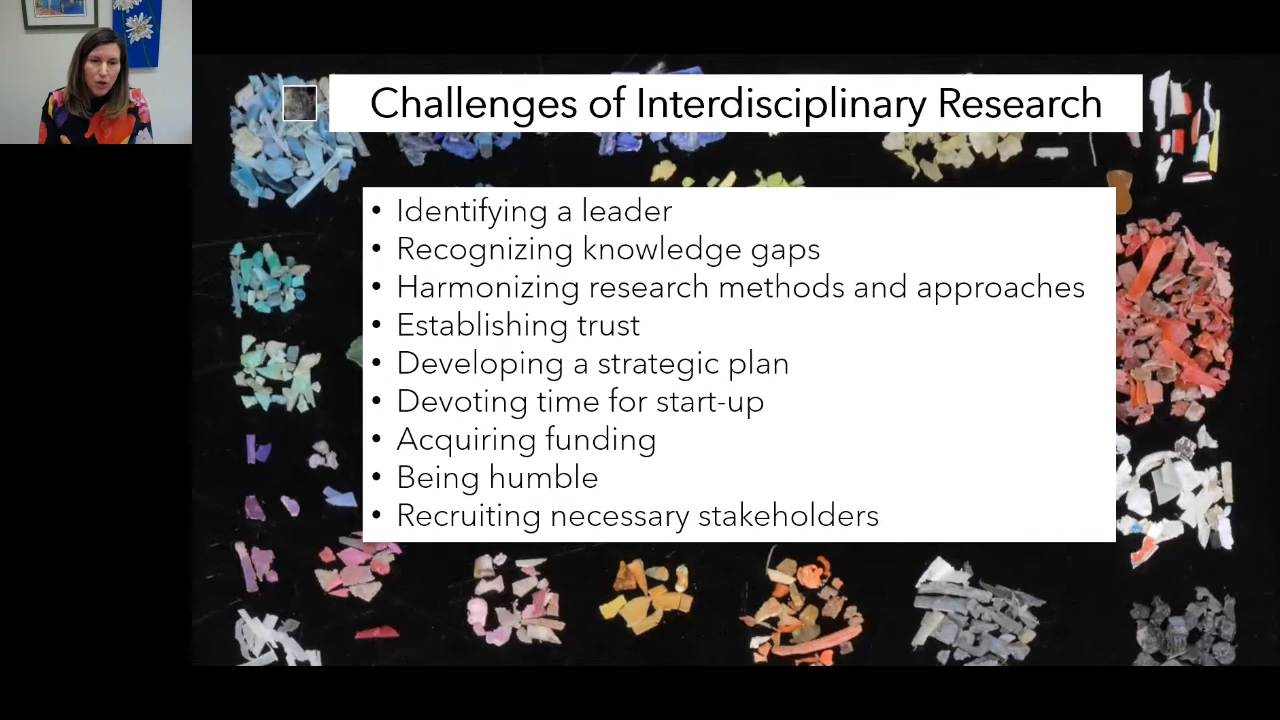 Challenges of Interdisciplinary Research
• Identifying a leader
• Recognizing knowledge gaps
• Harmonizing research methods and approaches
• Establishing trust
• Developing a strategic plan
• Devoting time for start-up
• Acquiring funding
• Being humble
• Recruiting necessary stakeholders